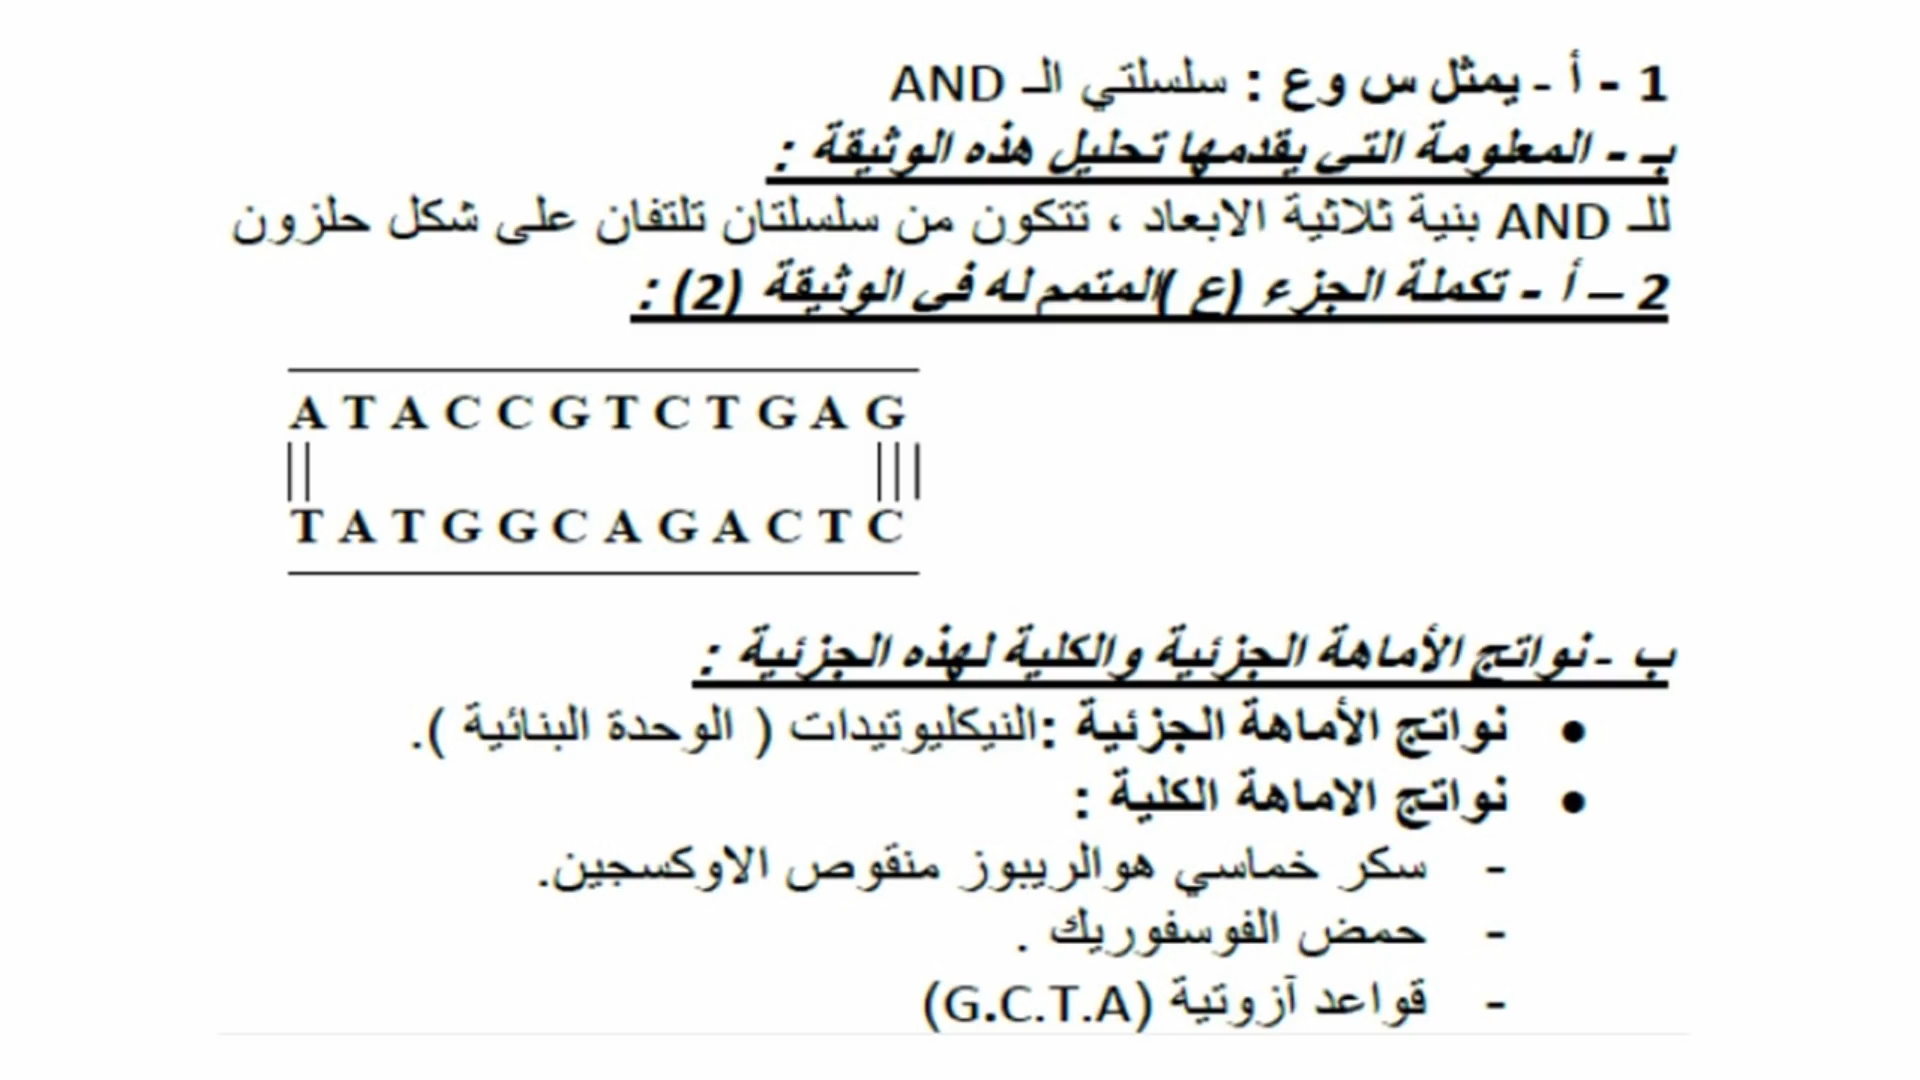 1 - أ - يمثل س و ع : سلسلتي الـ AND
بـ - المعلومة التي يقدمها تحليل هذه الوثيقة :
للـ AND بنية ثلاثية الابعاد ، تتكون من سلسلتان تلتفان على شكل حلزون
2 – أ - تكملة الجزء (ع )المتمم له في الوثيقة (2) :
A T A C C G T C T G A G
T A T G G C A G A C T C
ب - نواتج الأماهة الجزئية والكلية لهذه الجزئية :
• نواتج الأماهة الجزئية :النيكليوتيدات ( الوحدة البنائية ).
• نواتج الاماهة الكلية :
- سكر خماسي هوالريبوز منقوص الاوكسجين.
- حمض الفوسفوريك .
- قواعد آزوتية (G.C.T.A)